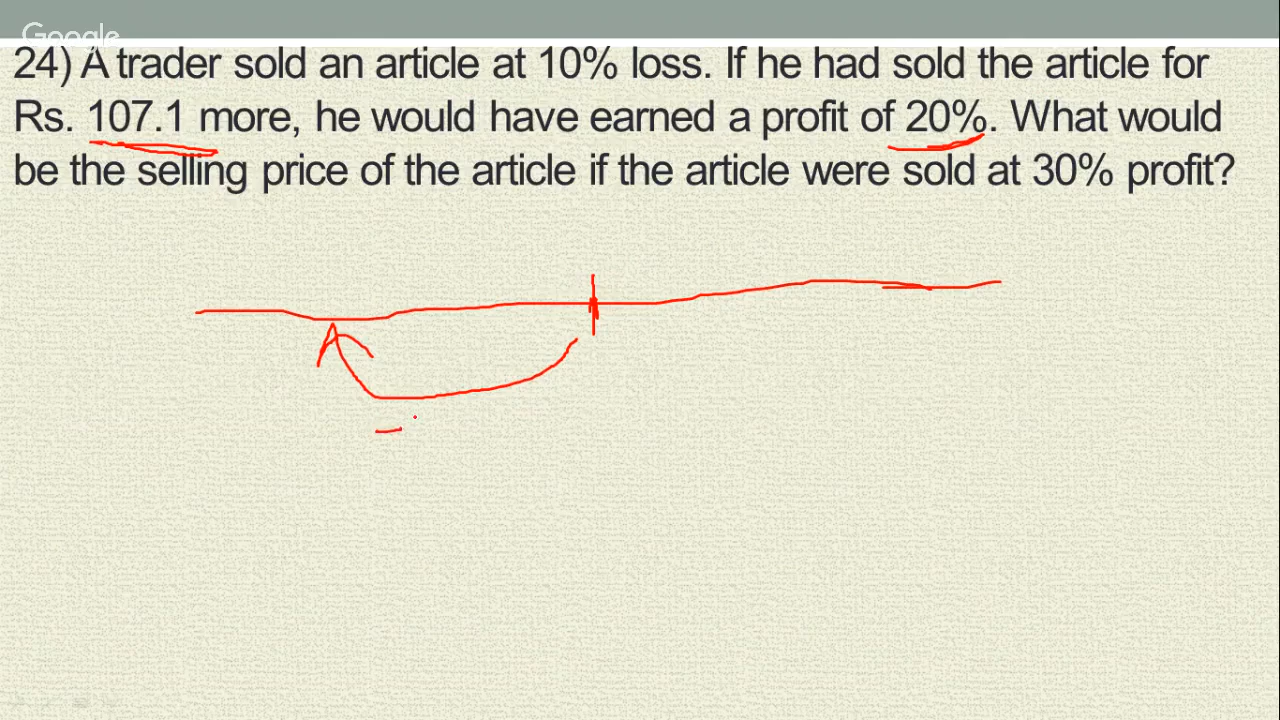 Google
24) A trader sold an article at 10% loss. If he had sold the article for
Rs. 107.1 more, he would have earned a profit of 20%. What would
be the selling price of the article if the article were sold at 30% profit?